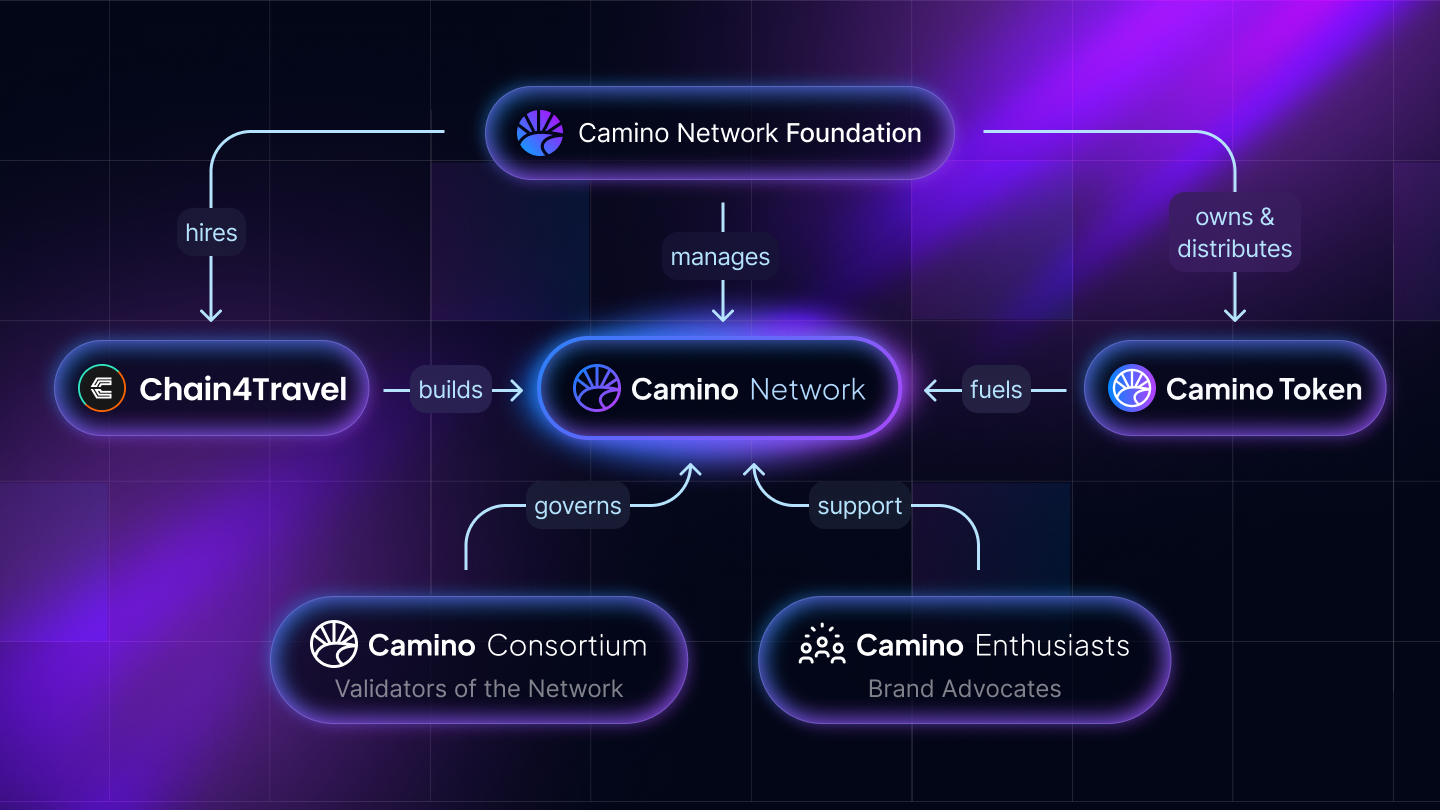 Camino Network Foundation
hires
manages
owns &
distributes
Chain4Travel
builds
Camino Network
fuels
Camino Token
governs
support
Camino Consortium
Validators of the Network
Camino Enthusiasts
Brand Advocates